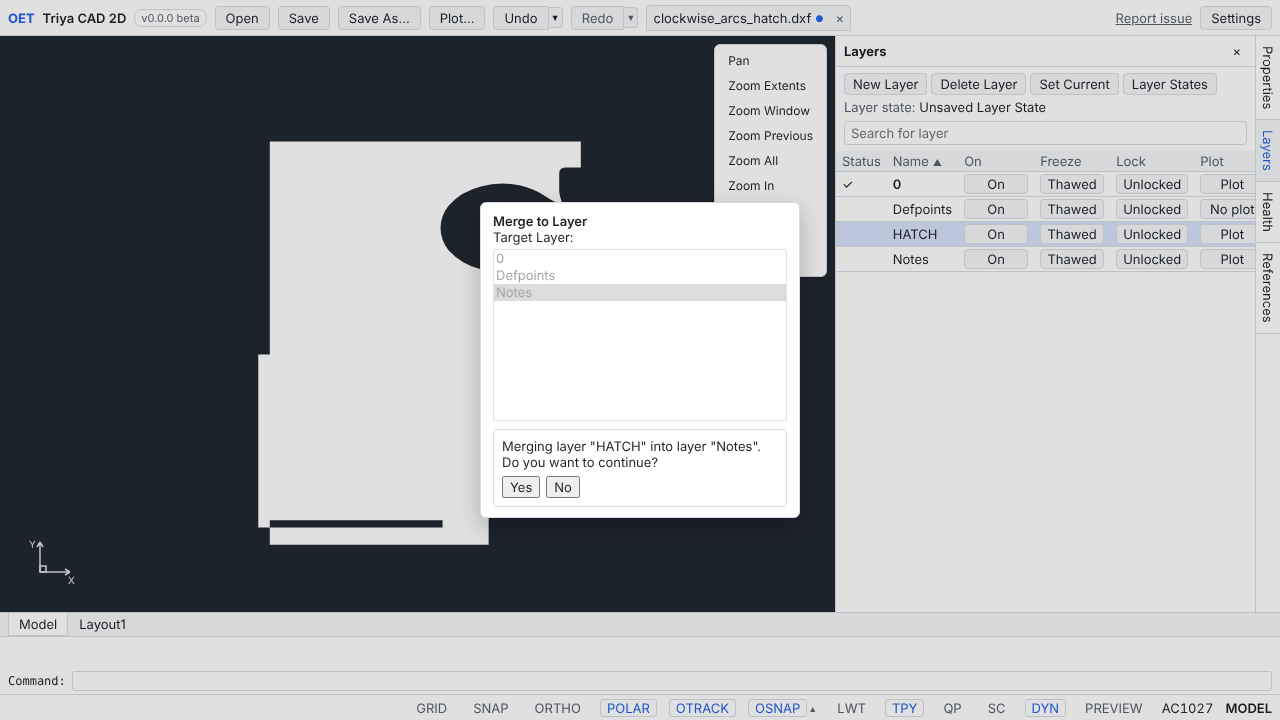 OET Triya CAD 2D v0.0.0 beta Open Save Save As... Plot... Undo ▼ Redo ▼ clockwise_arcs_hatch.dxf × Report issue Settings
Pan
Zoom Extents
Zoom Window
Zoom Previous
Zoom All
Zoom In
Merge to Layer
Target Layer:
0
Defpoints
Notes
Merging layer "HATCH" into layer "Notes".
Do you want to continue?
Yes No
Y
X
Layers ×
New Layer Delete Layer Set Current Layer States
Layer state: Unsaved Layer State
Search for layer
Status Name ▲ On Freeze Lock Plot
✓ 0 On Thawed Unlocked Plot
Defpoints On Thawed Unlocked No plot
HATCH On Thawed Unlocked Plot
Notes On Thawed Unlocked Plot
Properties
Layers
Health
References
Model Layout1
Command:
GRID SNAP ORTHO POLAR OTRACK OSNAP ▲ LWT TPY QP SC DYN PREVIEW AC1027 MODEL